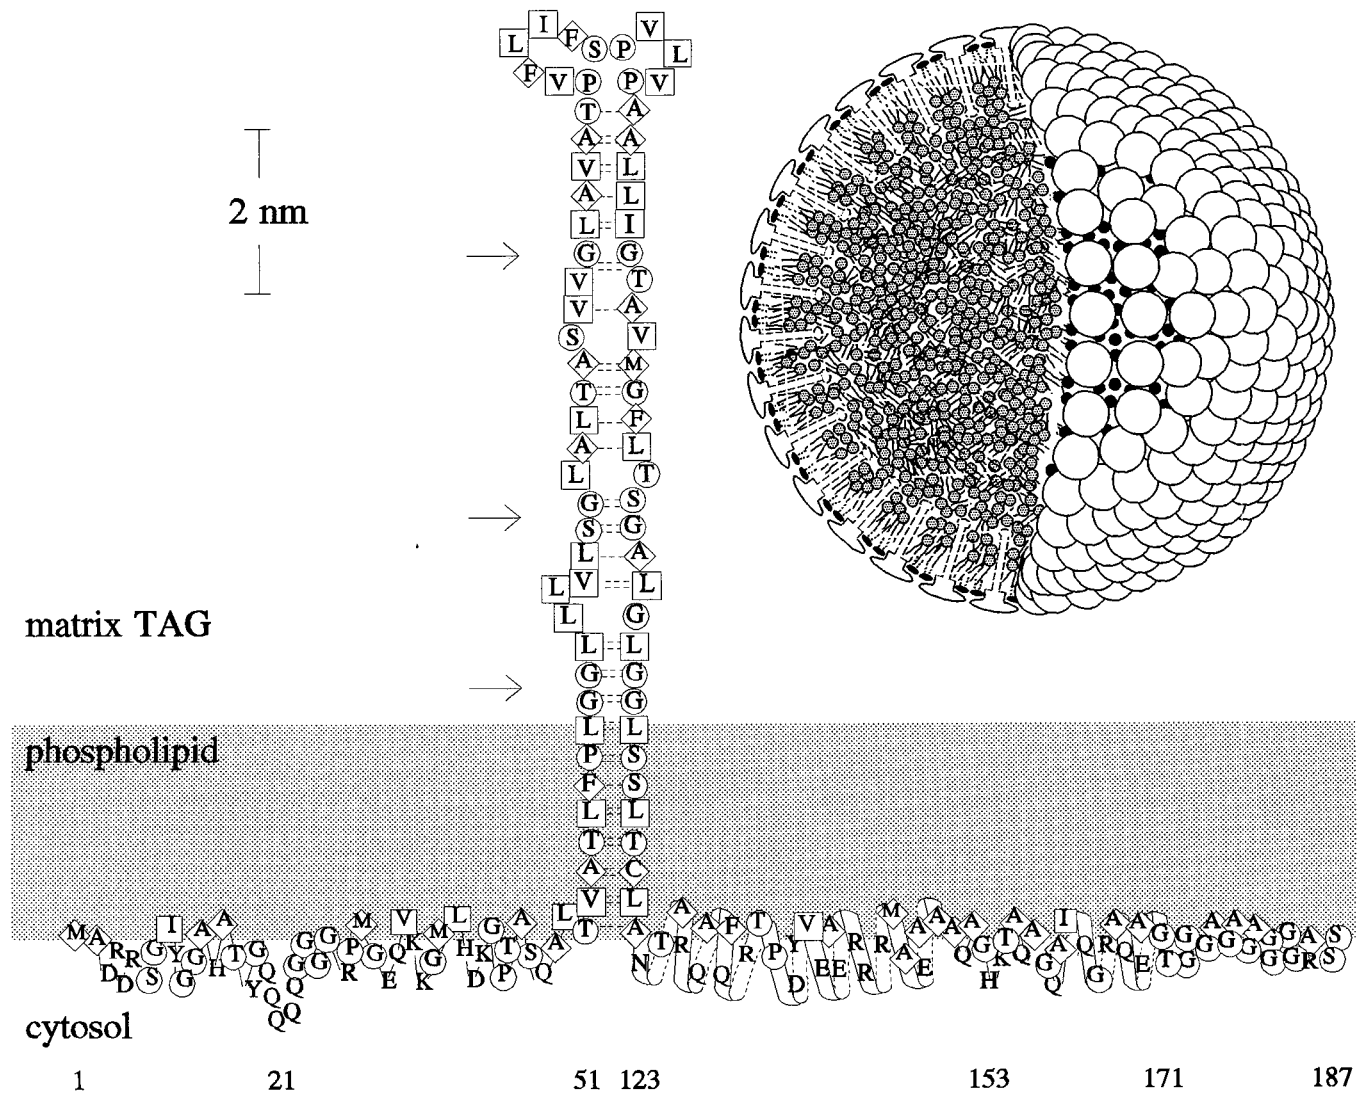 L I F S P V L
F V P P V
T A
A A
V L
2 nm
A L
L I
G G
V T
V A
S V
A M
T G
L F
A L
L T
G S
S G
L A
L V L
L G
matrix TAG
L L
G G
G G
L L
phospholipid P S
F S
L L
T T
A C
V L
M A D R D R S G I Y G G A H A T G Y Q Q Q Q Q G G G G P R M G E Q V K K G M L H D K G P T A S Q A L T
A N T R A Q A Q F R T P Y D V E A E R R M R A A E A A Q G H T K A Q A G Q A I Q R G A Q A E G T G G G A G A G A G G G G R A S S
cytosol
1 21 51 123 153 171 187